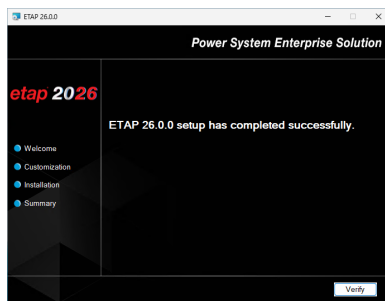 ETAP 26.0.0
Power System Enterprise Solution
etap 2026
ETAP 26.0.0 setup has completed successfully.
Welcome
Customization
Installation
Summary
Verify